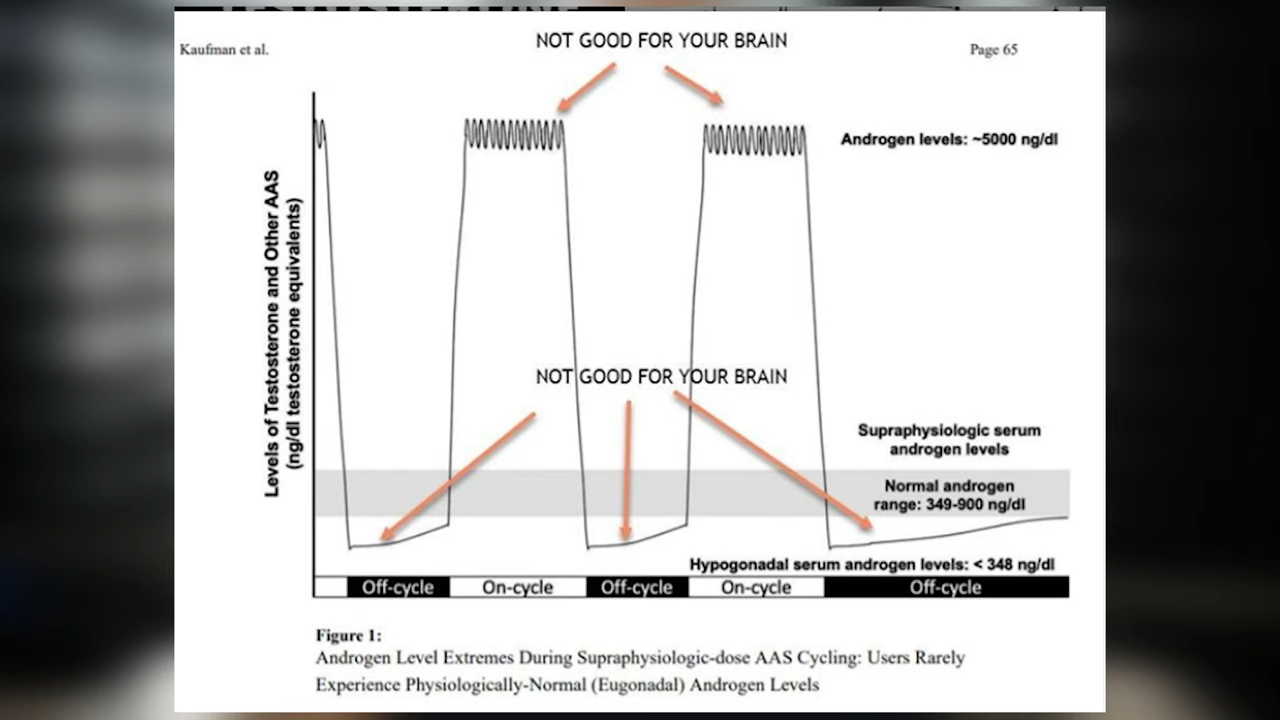 Kaufman et al.
NOT GOOD FOR YOUR BRAIN
Page 65
Androgen levels: ~5000 ng/dl
Levels of Testosterone and Other AAS
(ng/dl testosterone equivalents)
NOT GOOD FOR YOUR BRAIN
Supraphysiologic serum
androgen levels
Normal androgen
range: 349-900 ng/dl
Hypogonadal serum androgen levels: < 348 ng/dl
Off-cycle On-cycle Off-cycle On-cycle Off-cycle
Figure 1:
Androgen Level Extremes During Supraphysiologic-dose AAS Cycling: Users Rarely
Experience Physiologically-Normal (Eugonadal) Androgen Levels